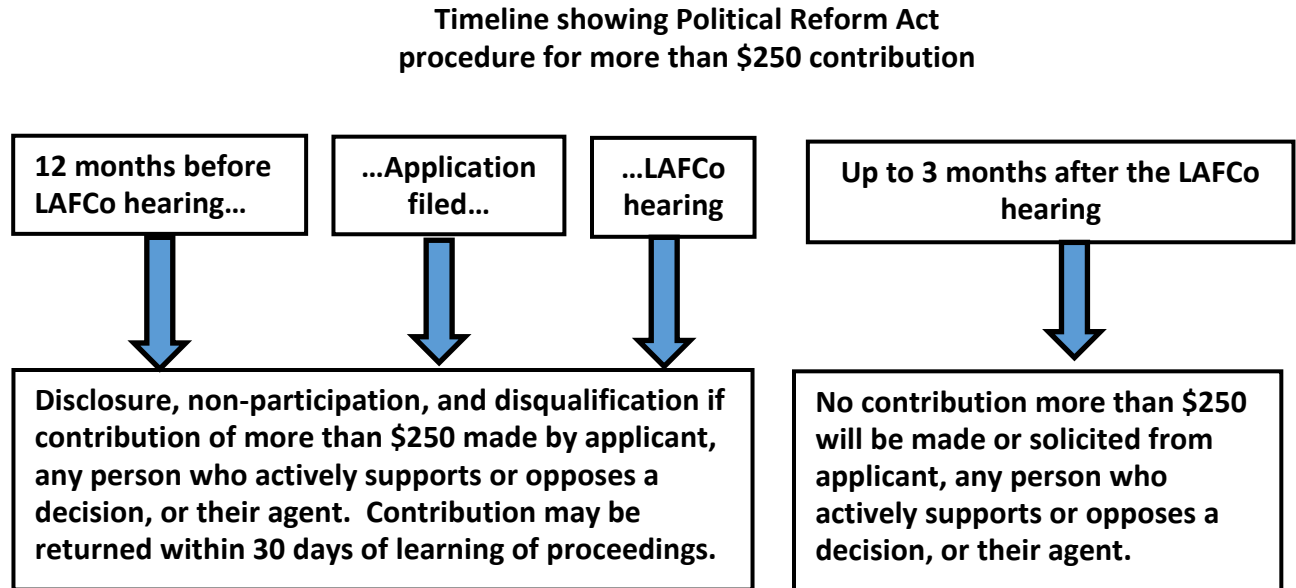 Timeline showing Political Reform Act
procedure for more than $250 contribution
12 months before
LAFCo hearing…
…Application
filed…
…LAFCo
hearing
Up to 3 months after the LAFCo
hearing
Disclosure, non-participation, and disqualification if
contribution of more than $250 made by applicant,
any person who actively supports or opposes a
decision, or their agent.  Contribution may be
returned within 30 days of learning of proceedings.
No contribution more than $250
will be made or solicited from
applicant, any person who
actively supports or opposes a
decision, or their agent.